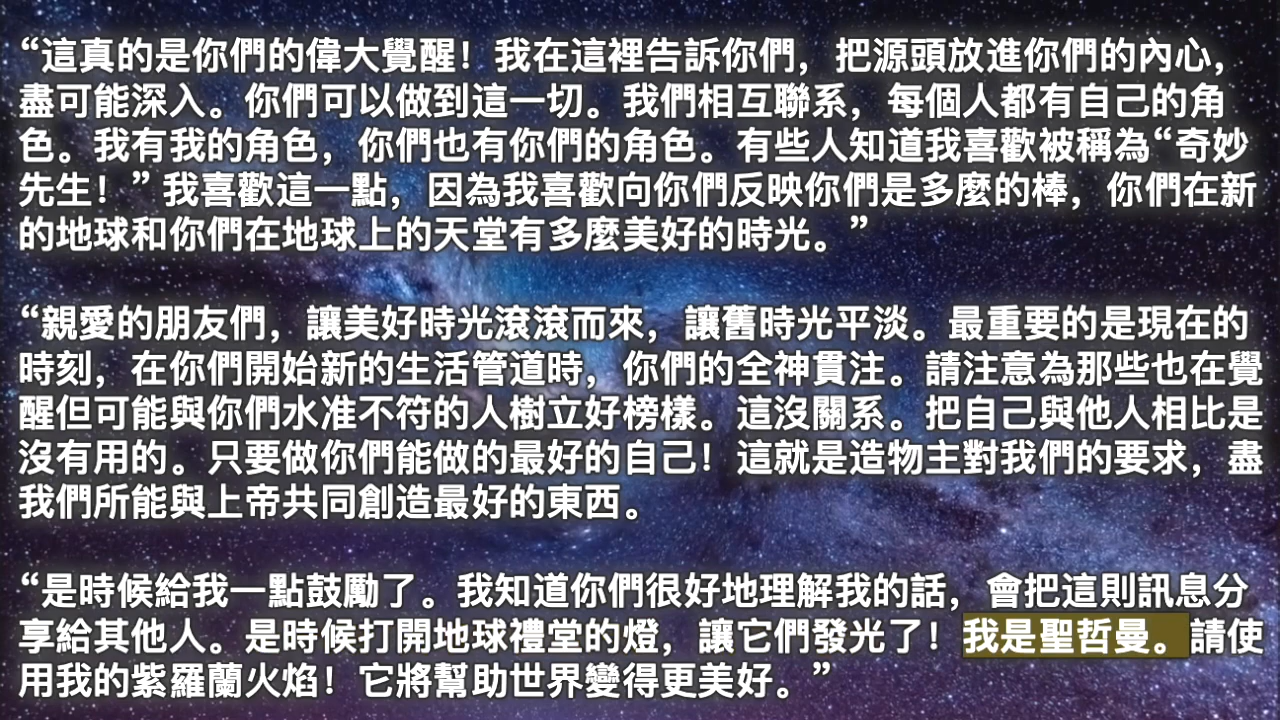 “這真的是你們的偉大覺醒！我在這裡告訴你們，把源頭放進你們的內心，
盡可能深入。你們可以做到這一切。我們相互聯系，每個人都有自己的角
色。我有我的角色，你們也有你們的角色。有些人知道我喜歡被稱為“奇妙
先生！”我喜歡這一點，因為我喜歡向你們反映你們是多麼的棒，你們在新
的地球和你們在地球上的天堂有多麼美好的時光。”
“親愛的朋友們，讓美好時光滾滾而來，讓舊時光平淡。最重要的是現在的
時刻，在你們開始新的生活管道時，你們的全神貫注。請注意為那些也在覺
醒但可能與你們水准不符的人樹立好榜樣。這沒關系。把自己與他人相比是
沒有用的。只要做你們能做的最好的自己！這就是造物主對我們的要求，盡
我們所能與上帝共同創造最好的東西。
“是時候給我一點鼓勵了。我知道你們很好地理解我的話，會把這則訊息分
享給其他人。是時候打開地球禮堂的燈，讓它們發光了！我是聖哲曼。請使
用我的紫羅蘭火焰！它將幫助世界變得更美好。”